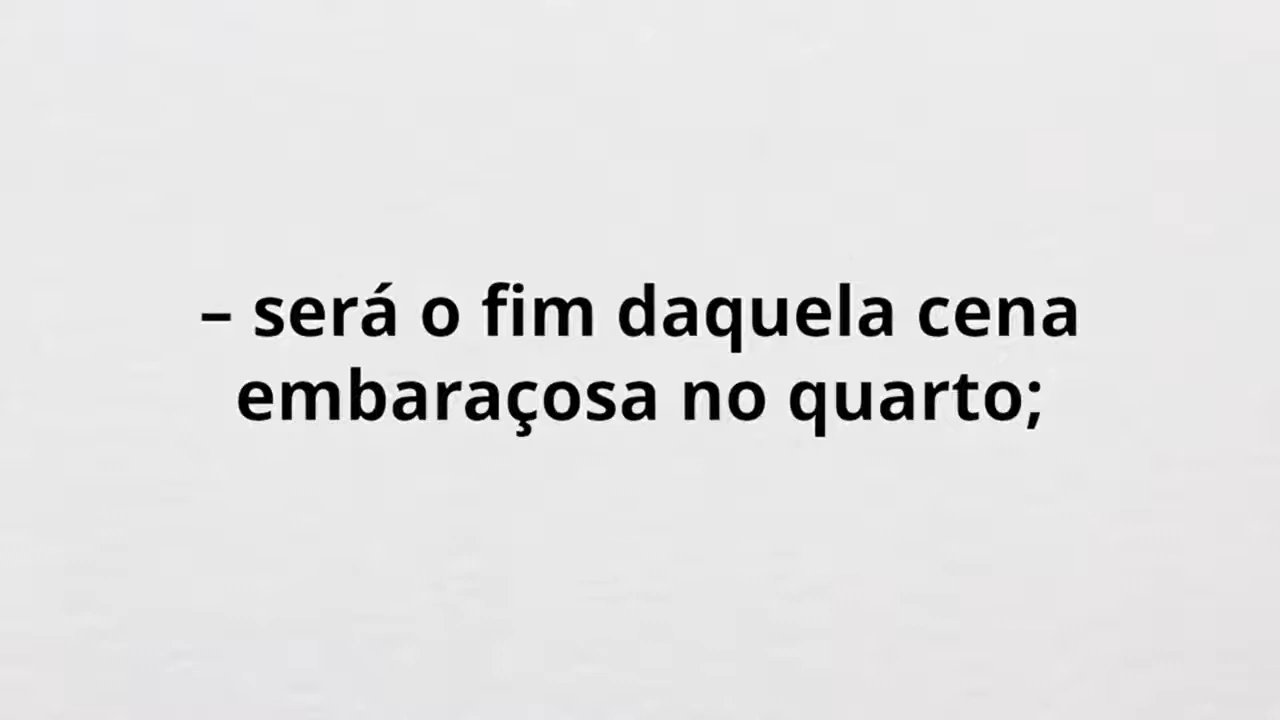 – será o fim daquela cena
embaraçosa no quarto;